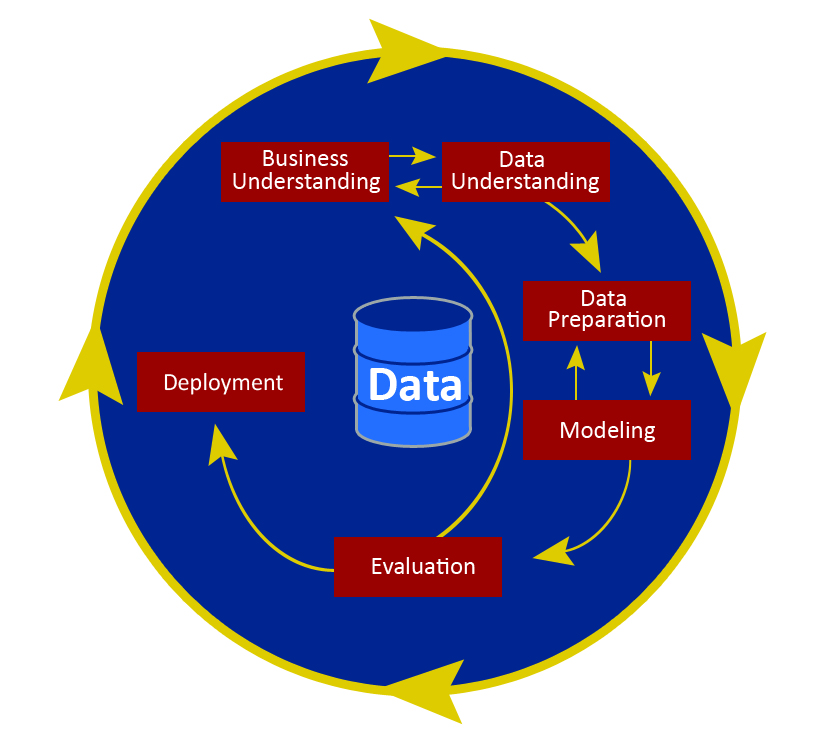 Business
Understanding
Data
Understanding
Data
Preparation
Deployment
Data
Modeling
Evaluation